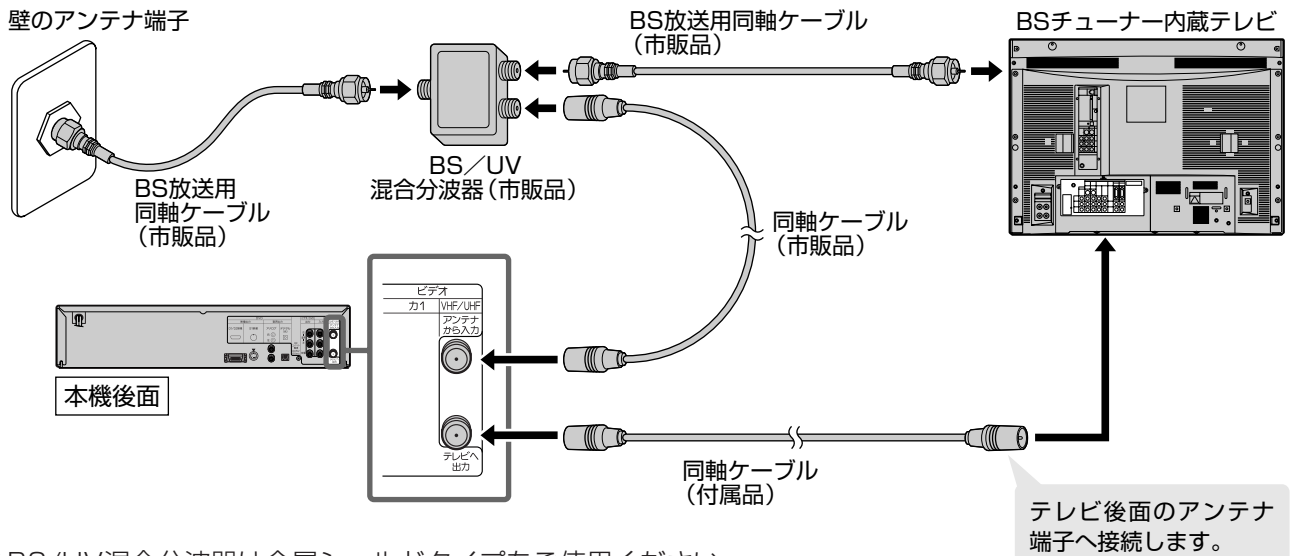 壁のアンテナ端子
BS放送用同軸ケーブル
（市販品）
BSチューナー内蔵テレビ
BS／UV
混合分波器（市販品）
BS放送用
同軸ケーブル
（市販品）
同軸ケーブル
（市販品）
ビデオ
力1 VHF/UHF
アンテナ
から入力
本機後面
テレビへ
出力
同軸ケーブル
（付属品）
テレビ後面のアンテナ
端子へ接続します。